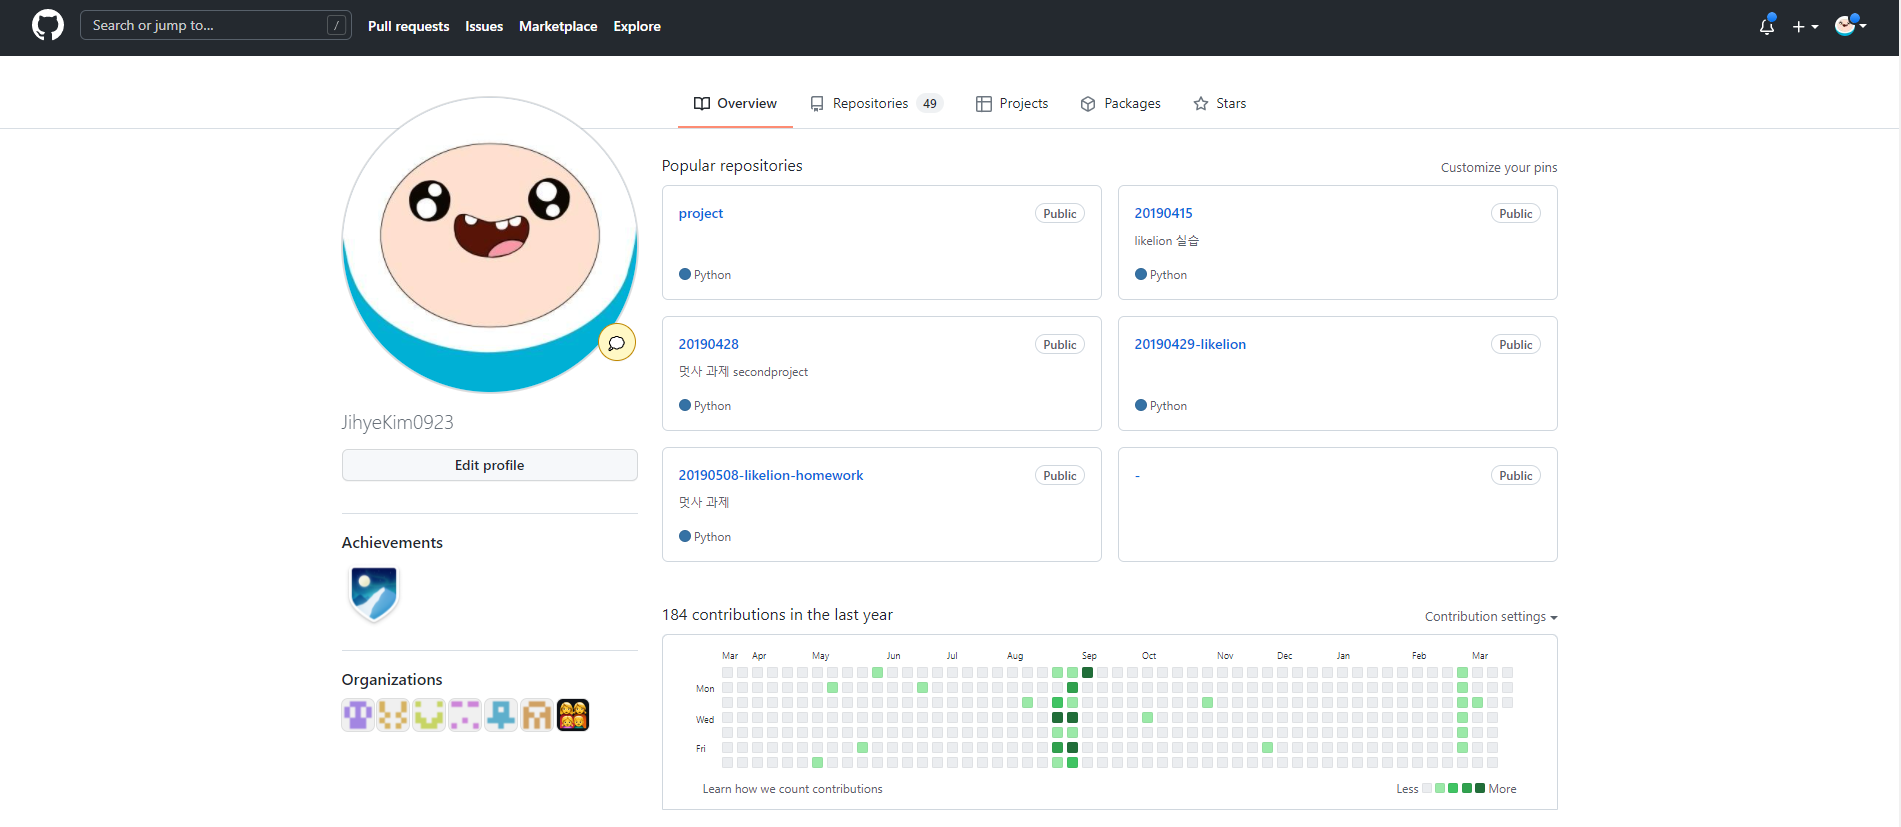 Search or jump to... /
Pull requests Issues Marketplace Explore
Overview Repositories 49 Projects Packages Stars
JihyeKim0923
Edit profile
Achievements
Organizations
Popular repositories Customize your pins
project Public
Python
20190415 Public
likelion 실습
Python
20190428 Public
멋사 과제 secondproject
Python
20190429-likelion Public
Python
20190508-likelion-homework Public
멋사 과제
Python
- Public
184 contributions in the last year Contribution settings
Mar Apr May Jun Jul Aug Sep Oct Nov Dec Jan Feb Mar
Mon
Wed
Fri
Learn how we count contributions Less More